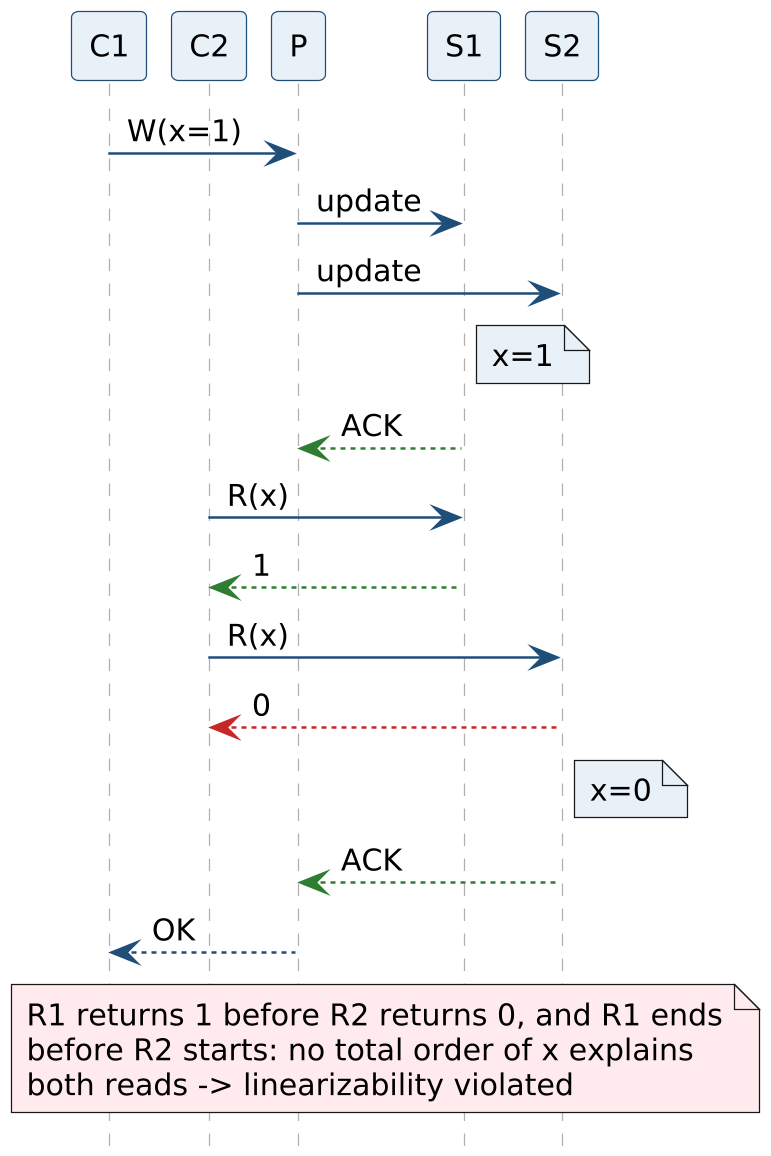 C1 C2 P S1 S2
W(x=1)
update
update
x=1
ACK
R(x)
1
R(x)
0
x=0
ACK
OK
R1 returns 1 before R2 returns 0, and R1 ends
before R2 starts: no total order of x explains
both reads -> linearizability violated